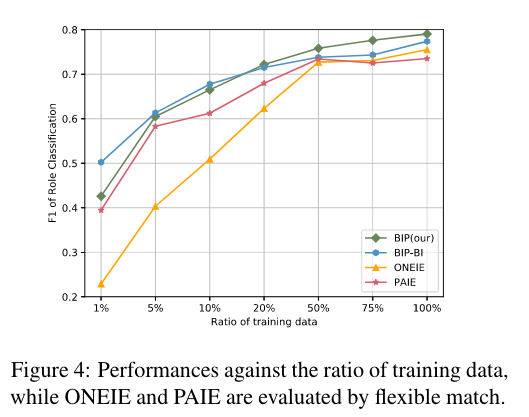 0.8
0.7
0.6
0.5
0.4
0.3
0.2
F1 of Role Classification
1% 5% 10% 20% 50% 75% 100%
Ratio of training data
BIP(our)
BIP-BI
ONEIE
PAIE
Figure 4: Performances against the ratio of training data,
while ONEIE and PAIE are evaluated by flexible match.